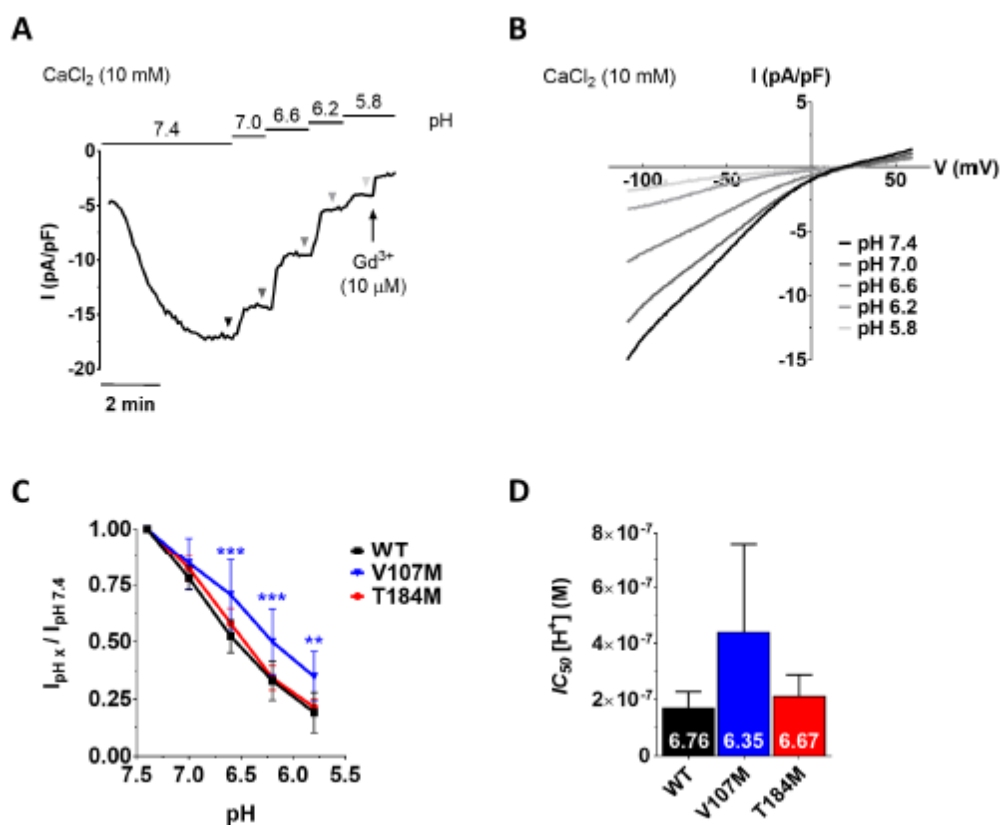 A
CaCl₂ (10 mM)
7.4 7.0 6.6 6.2 5.8 pH
I (pA/pF)
0
-5
-10
-15
-20
Gd³⁺
(10 µM)
2 min
B
CaCl₂ (10 mM)
I (pA/pF)
5
-100 -50 50 V (mV)
-5
-10
-15
pH 7.4
pH 7.0
pH 6.6
pH 6.2
pH 5.8
C
I pH x / I pH 7.4
1.00
0.75
0.50
0.25
0.00
*** *** **
WT
V107M
T184M
7.5 7.0 6.5 6.0 5.5
pH
D
IC₅₀ [H⁺] (M)
8×10⁻⁷
6×10⁻⁷
4×10⁻⁷
2×10⁻⁷
0
6.76 6.35 6.67
WT V107M T184M